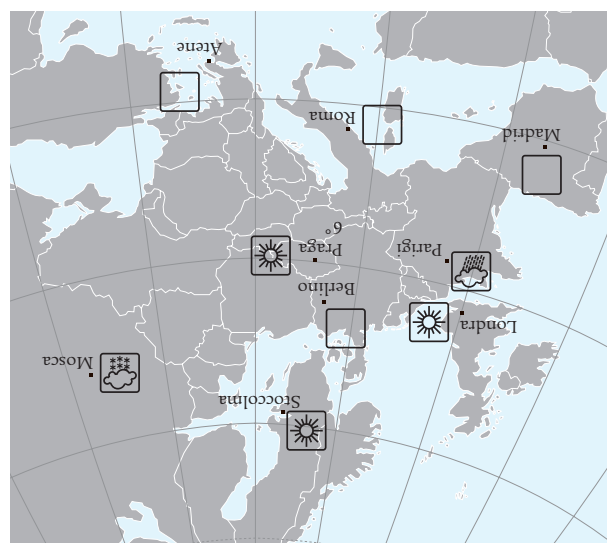 Stoccolma
Mosca
Londra
Berlino
Parigi
Praga
6°
Madrid
Roma
Atene